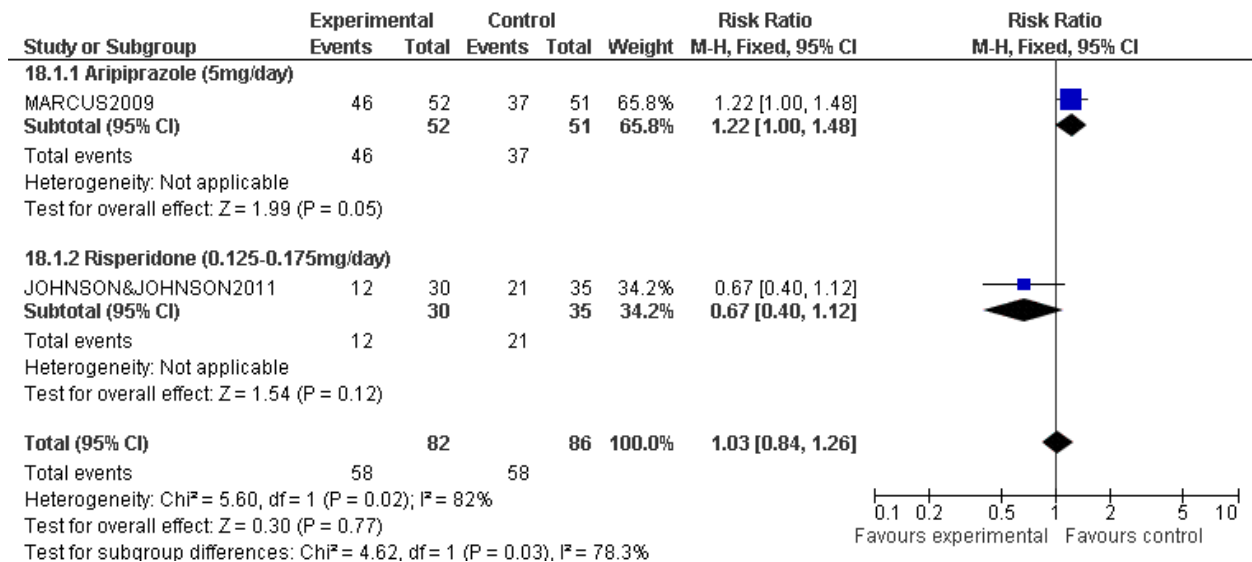 Experimental Control Risk Ratio Risk Ratio
Study or Subgroup Events Total Events Total Weight M-H, Fixed, 95% CI M-H, Fixed, 95% CI
18.1.1 Aripiprazole (5mg/day)
MARCUS2009 46 52 37 51 65.8% 1.22 [1.00, 1.48]
Subtotal (95% CI) 52 51 65.8% 1.22 [1.00, 1.48]
Total events 46 37
Heterogeneity: Not applicable
Test for overall effect: Z = 1.99 (P = 0.05)
18.1.2 Risperidone (0.125-0.175mg/day)
JOHNSON&JOHNSON2011 12 30 21 35 34.2% 0.67 [0.40, 1.12]
Subtotal (95% CI) 30 35 34.2% 0.67 [0.40, 1.12]
Total events 12 21
Heterogeneity: Not applicable
Test for overall effect: Z = 1.54 (P = 0.12)
Total (95% CI) 82 86 100.0% 1.03 [0.84, 1.26]
Total events 58 58
Heterogeneity: Chi² = 5.60, df = 1 (P = 0.02); I² = 82%
Test for overall effect: Z = 0.30 (P = 0.77)
Test for subgroup differences: Chi² = 4.62, df = 1 (P = 0.03), I² = 78.3%
0.1 0.2 0.5 1 2 5 10
Favours experimental Favours control